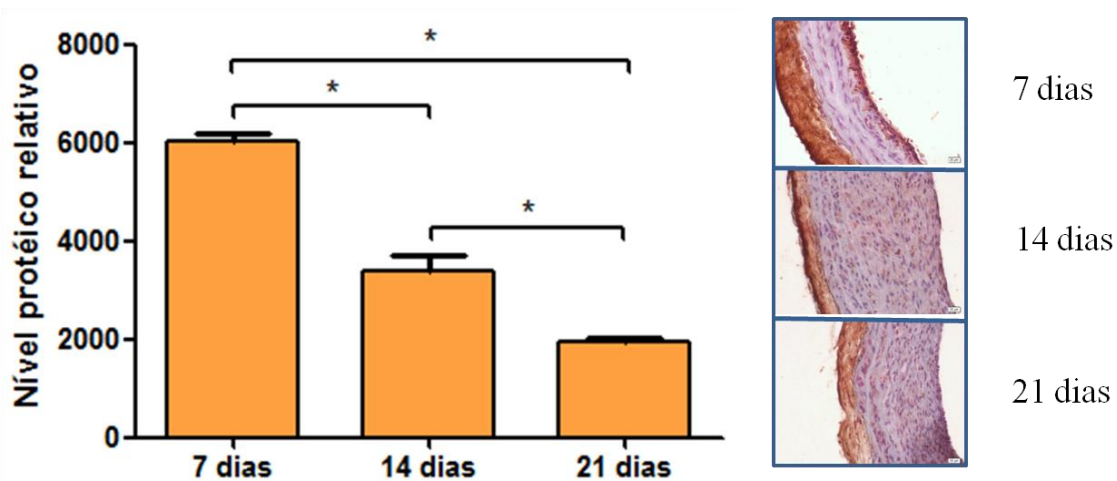 Nível protéico relativo
8000
6000
4000
2000
0
*
*
*
7 dias
14 dias
21 dias
7 dias
14 dias
21 dias